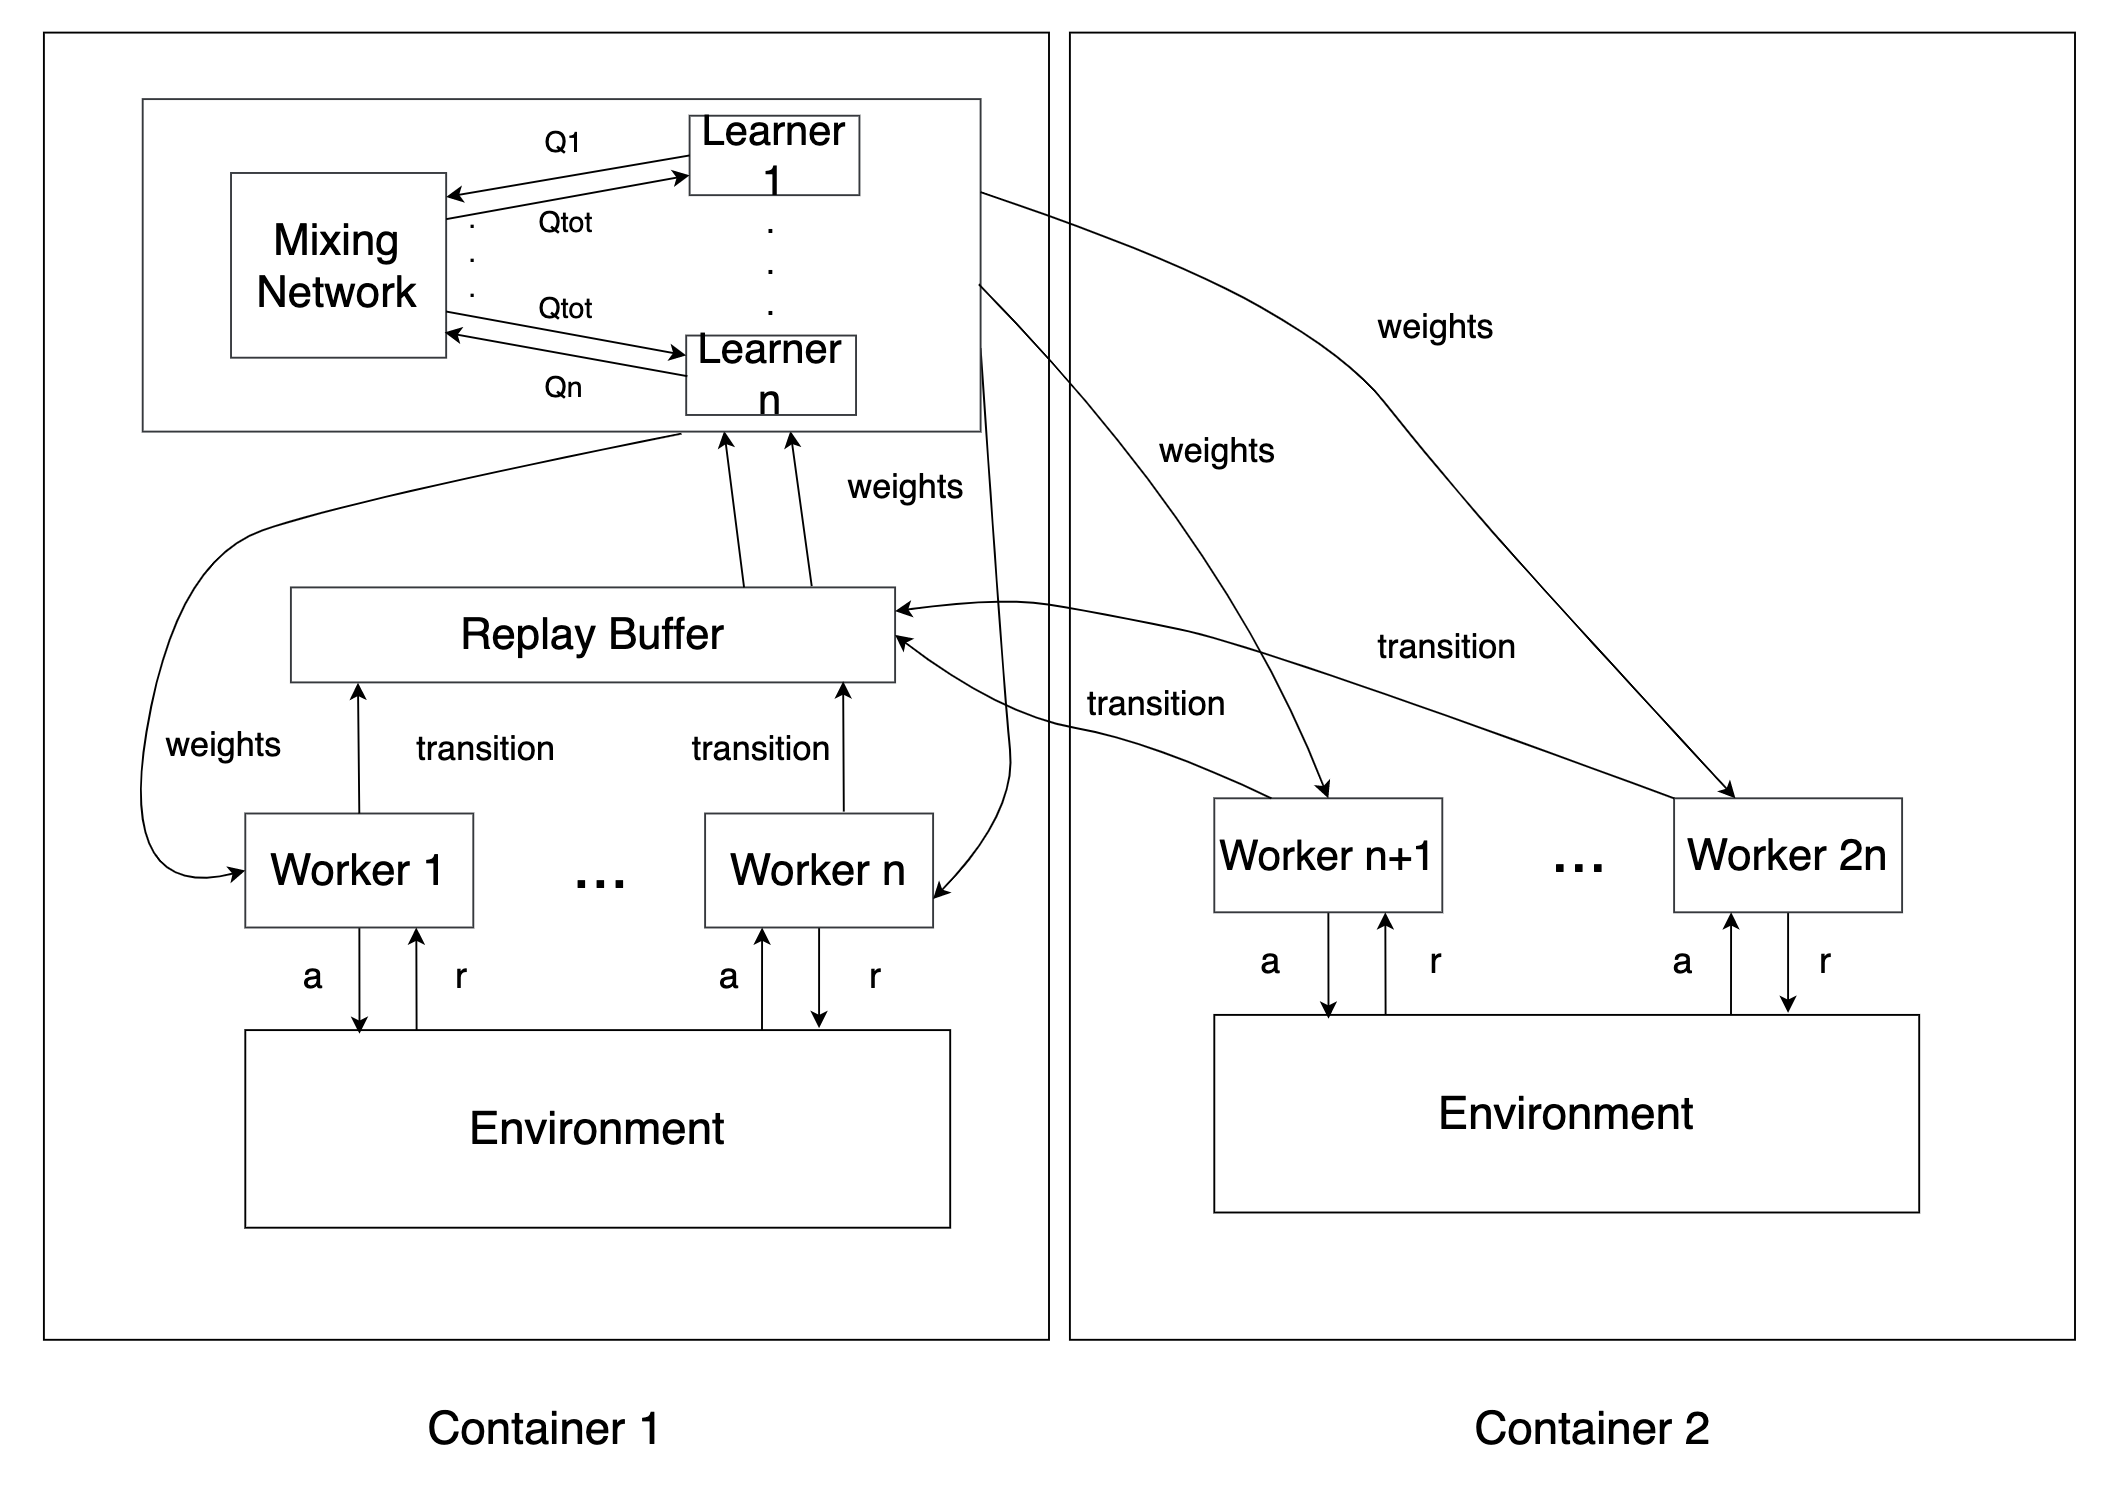 Learner
1
Q1
Mixing
Network
Qtot
.
.
.
.
.
.
Qtot
Learner
n
Qn
weights
weights
weights
Replay Buffer
transition
transition
weights
transition
transition
Worker 1
...
Worker n
Worker n+1
...
Worker 2n
a
r
a
r
a
r
a
r
Environment
Environment
Container 1
Container 2